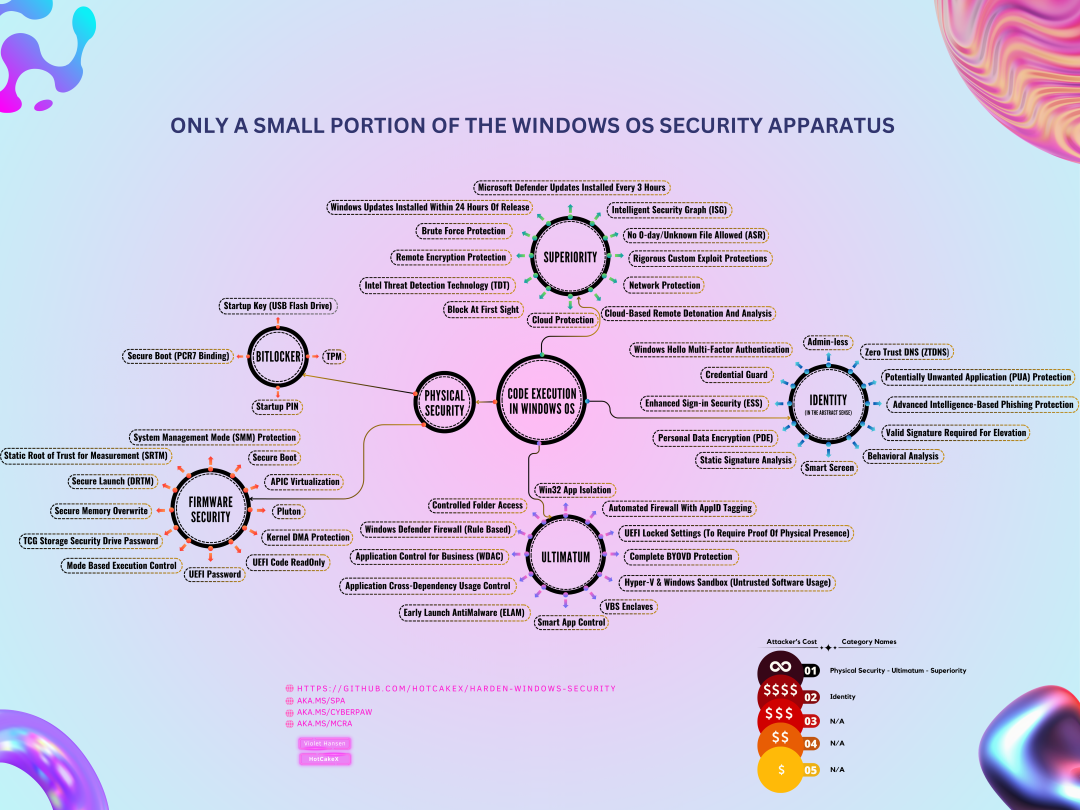 ONLY A SMALL PORTION OF THE WINDOWS OS SECURITY APPARATUS
Microsoft Defender Updates Installed Every 3 Hours
Windows Updates Installed Within 24 Hours Of Release
Intelligent Security Graph (ISG)
Brute Force Protection
No 0-day/Unknown File Allowed (ASR)
Remote Encryption Protection
SUPERIORITY
Rigorous Custom Exploit Protections
Intel Threat Detection Technology (TDT)
Network Protection
Block At First Sight
Cloud Protection
Cloud-Based Remote Detonation And Analysis
Startup Key (USB Flash Drive)
Secure Boot (PCR7 Binding)
BITLOCKER
TPM
Startup PIN
PHYSICAL
SECURITY
CODE EXECUTION
IN WINDOWS OS
Admin-less
Windows Hello Multi-Factor Authentication
Zero Trust DNS (ZTDNS)
Credential Guard
Potentially Unwanted Application (PUA) Protection
Enhanced Sign-in Security (ESS)
IDENTITY
(IN THE ABSTRACT SENSE)
Advanced Intelligence-Based Phishing Protection
Personal Data Encryption (PDE)
Valid Signature Required For Elevation
Static Signature Analysis
Smart Screen
Behavioral Analysis
System Management Mode (SMM) Protection
Static Root of Trust for Measurement (SRTM)
Secure Boot
Secure Launch (DRTM)
APIC Virtualization
Secure Memory Overwrite
FIRMWARE
SECURITY
Pluton
TCG Storage Security Drive Password
Kernel DMA Protection
Mode Based Execution Control
UEFI Password
UEFI Code ReadOnly
Win32 App Isolation
Controlled Folder Access
Automated Firewall With AppID Tagging
Windows Defender Firewall (Rule Based)
UEFI Locked Settings (To Require Proof Of Physical Presence)
Application Control for Business (WDAC)
ULTIMATUM
Complete BYOVD Protection
Application Cross-Dependency Usage Control
Hyper-V & Windows Sandbox (Untrusted Software Usage)
Early Launch AntiMalware (ELAM)
VBS Enclaves
Smart App Control
Attacker's Cost Category Names
∞ 01 Physical Security - Ultimatum - Superiority
$$$$ 02 Identity
$$$ 03 N/A
$$ 04 N/A
$ 05 N/A
HTTPS://GITHUB.COM/HOTCAKEX/HARDEN-WINDOWS-SECURITY
AKA.MS/SPA
AKA.MS/CYBERPAW
AKA.MS/MCRA
Violet Hansen
HotCakeX